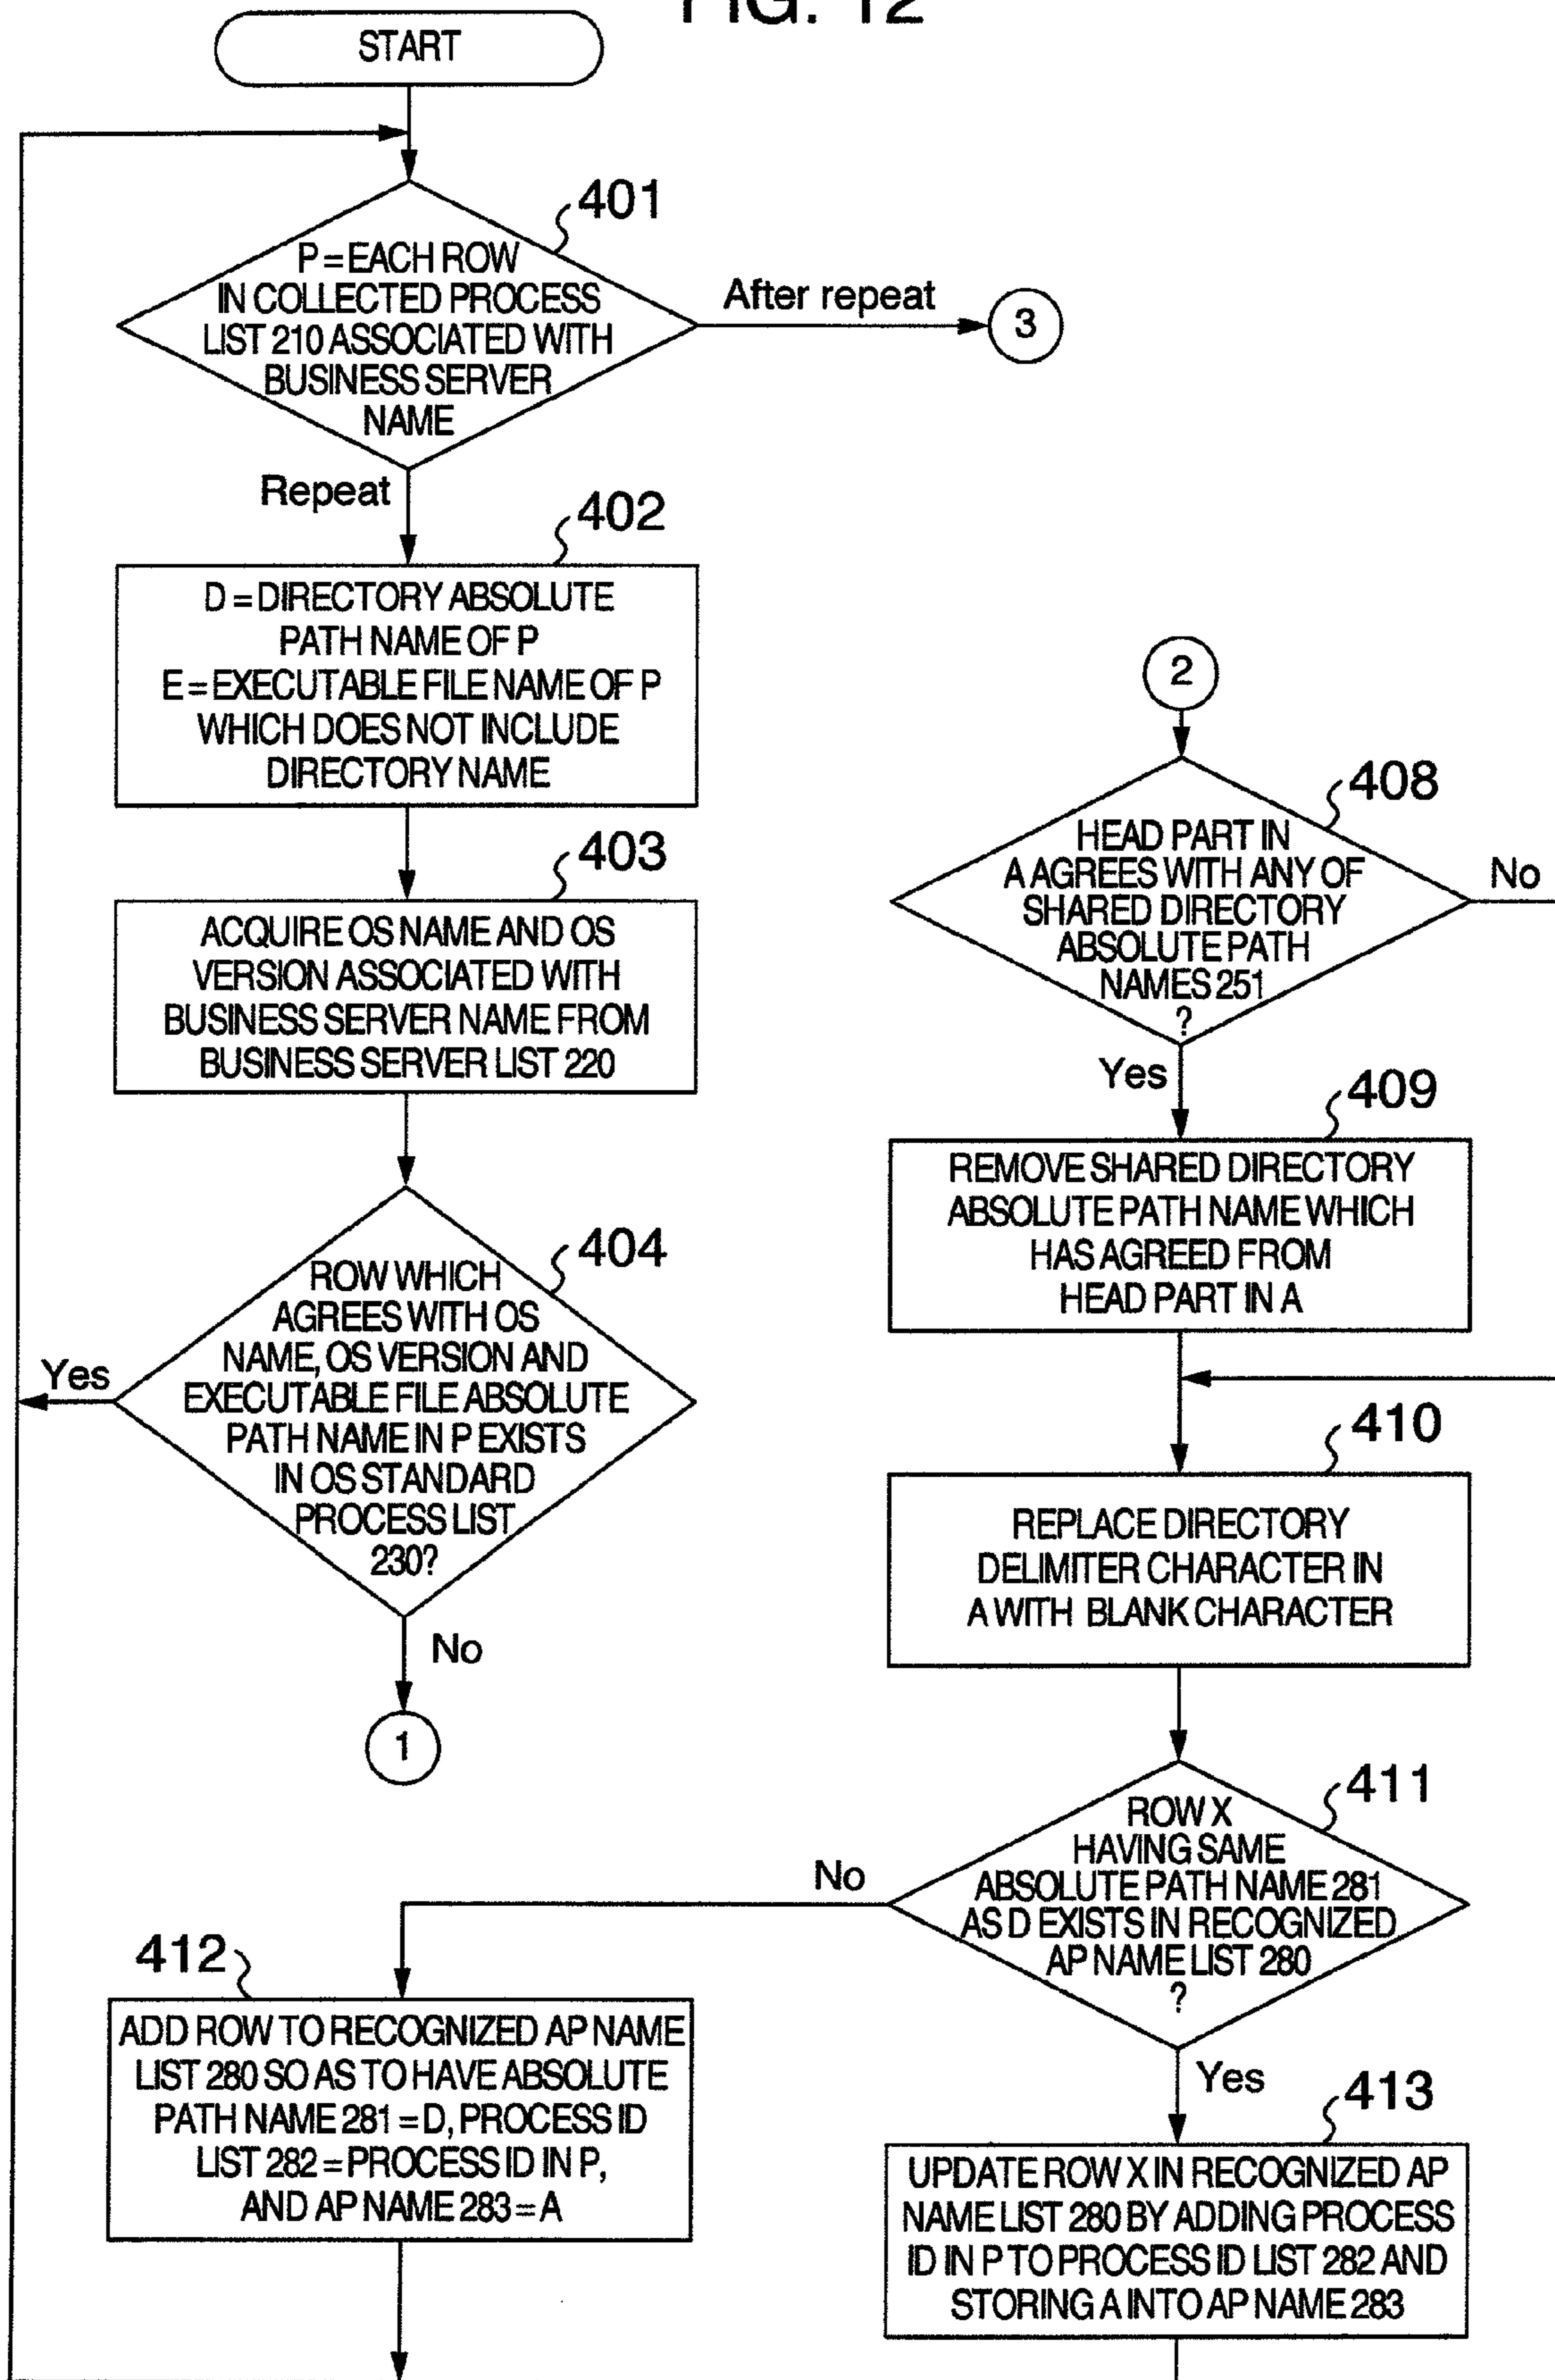 FIG. 12
START
401
P=EACH ROW
IN COLLECTED PROCESS
LIST 210 ASSOCIATED WITH
BUSINESS SERVER
NAME
After repeat
3
Repeat
402
D=DIRECTORY ABSOLUTE
PATH NAME OF P
E=EXECUTABLE FILE NAME OF P
WHICH DOES NOT INCLUDE
DIRECTORY NAME
403
ACQUIRE OS NAME AND OS
VERSION ASSOCIATED WITH
BUSINESS SERVER NAME FROM
BUSINESS SERVER LIST 220
404
ROW WHICH
AGREES WITH OS
NAME, OS VERSION AND
EXECUTABLE FILE ABSOLUTE
PATH NAME IN P EXISTS
IN OS STANDARD
PROCESS LIST
230?
Yes
No
1
2
408
HEAD PART IN
A AGREES WITH ANY OF
SHARED DIRECTORY
ABSOLUTE PATH
NAMES 251
?
No
Yes
409
REMOVE SHARED DIRECTORY
ABSOLUTE PATH NAME WHICH
HAS AGREED FROM
HEAD PART IN A
410
REPLACE DIRECTORY
DELIMITER CHARACTER IN
A WITH BLANK CHARACTER
411
ROW X
HAVING SAME
ABSOLUTE PATH NAME 281
AS D EXISTS IN RECOGNIZED
AP NAME LIST 280
?
No
Yes
412
ADD ROW TO RECOGNIZED AP NAME
LIST 280 SO AS TO HAVE ABSOLUTE
PATH NAME 281=D, PROCESS ID
LIST 282=PROCESS ID IN P,
AND AP NAME 283=A
413
UPDATE ROW X IN RECOGNIZED AP
NAME LIST 280 BY ADDING PROCESS
ID IN P TO PROCESS ID LIST 282 AND
STORING A INTO AP NAME 283